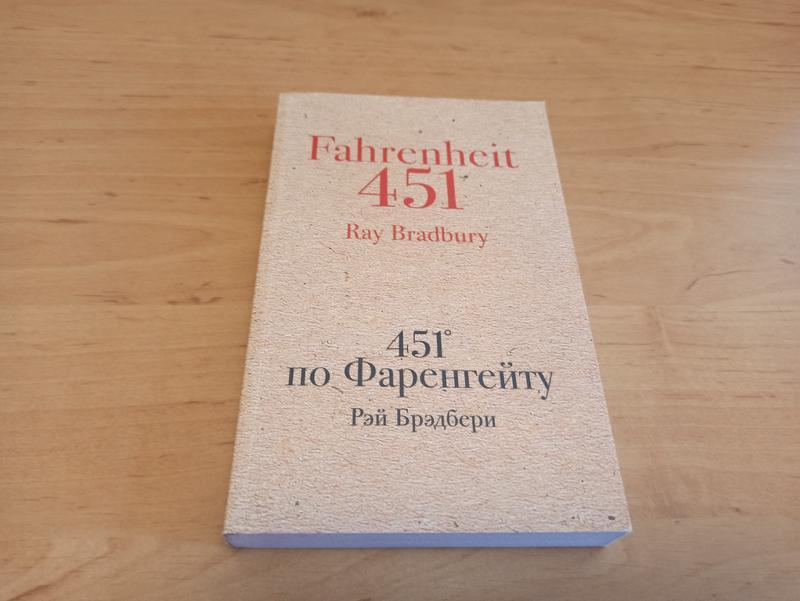 Fahrenheit
451°
Ray Bradbury
451°
по Фаренгейту
Рэй Брэдбери